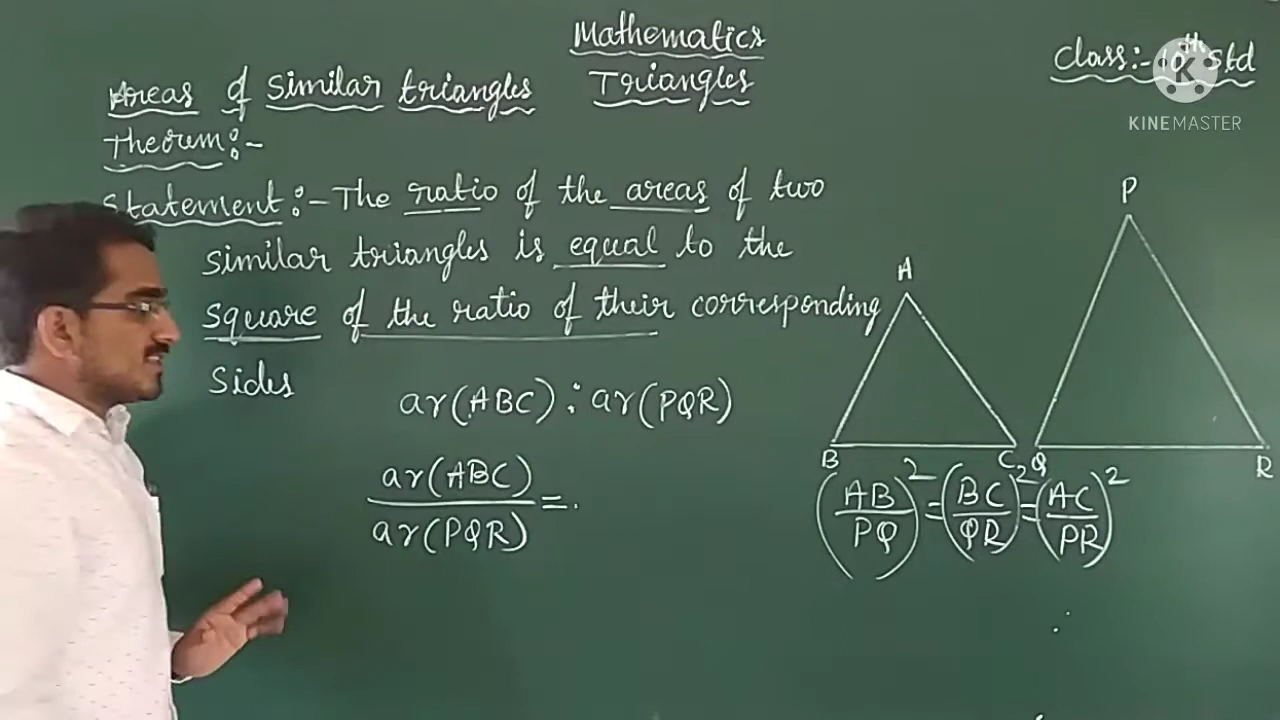 Mathematics
Triangles
Class:- 10th Std
KINEMASTER
Areas of Similar triangles
Theorem:-
Statement:- The ratio of the areas of two
similar triangles is equal to the
square of the ratio of their corresponding
Sides
ar(ABC) : ar(PQR)
ar(ABC)/ar(PQR) =
P
A
B C Q R
(AB/PQ)² = (BC/QR)² = (AC/PR)²